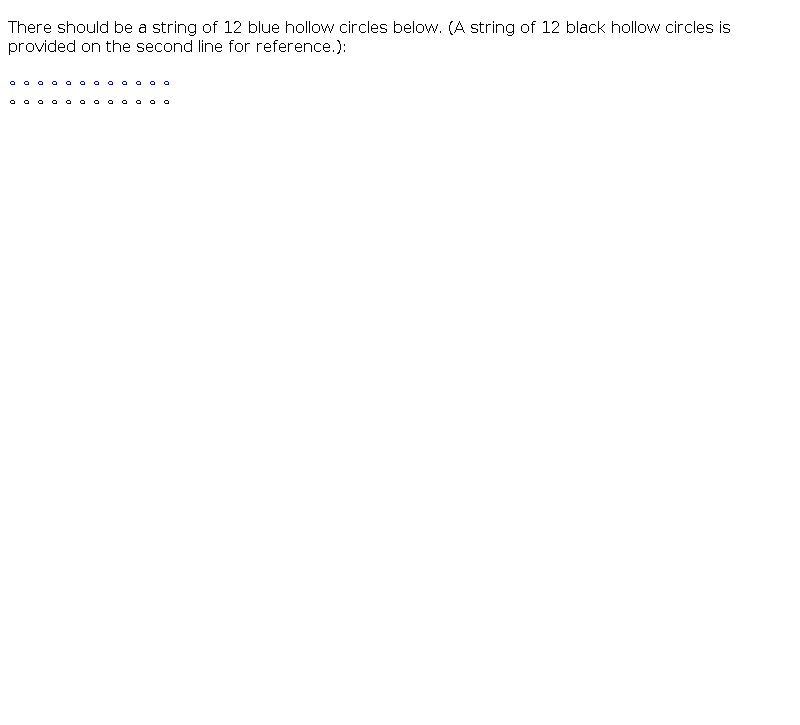 There should be a string of 12 blue hollow circles below. (A string of 12 black hollow circles is
provided on the second line for reference.):
◦ ◦ ◦ ◦ ◦ ◦ ◦ ◦ ◦ ◦ ◦ ◦
◦ ◦ ◦ ◦ ◦ ◦ ◦ ◦ ◦ ◦ ◦ ◦